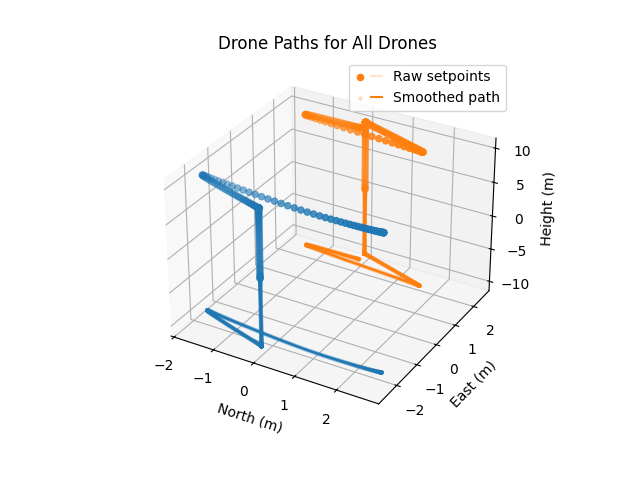 Drone Paths for All Drones
Raw setpoints
Smoothed path
10
5
0
−5
−10
Height (m)
−2
−1
0
1
2
North (m)
−2
−1
0
1
2
East (m)